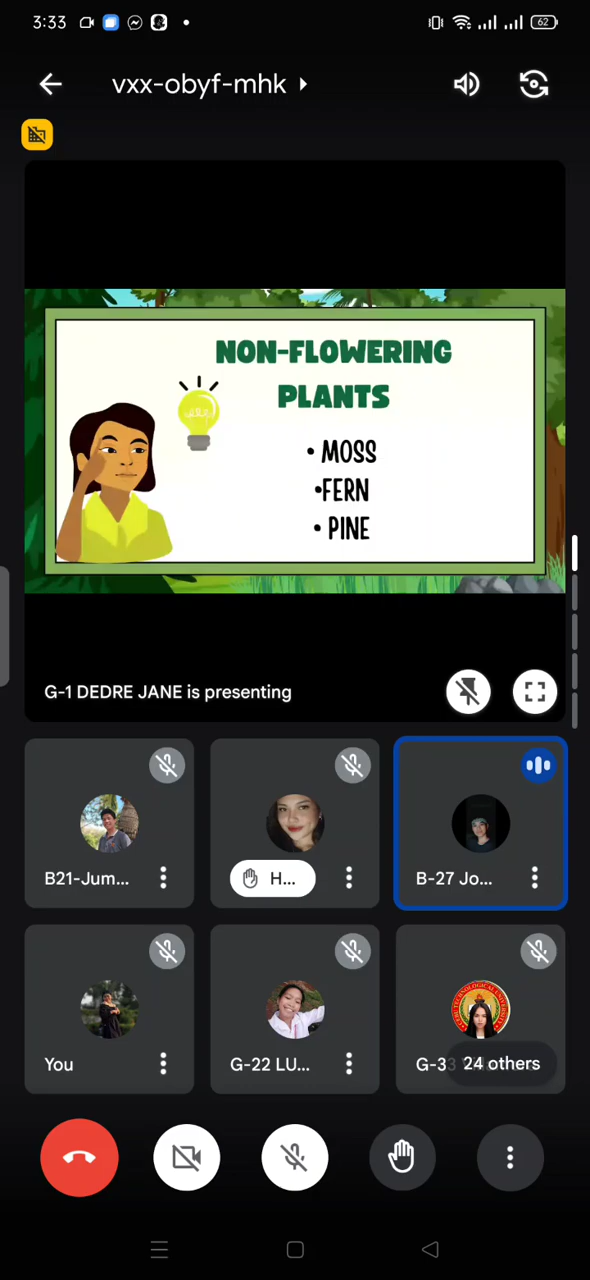 3:33
62
vxx-obyf-mhk
NON-FLOWERING
PLANTS
• MOSS
•FERN
• PINE
G-1 DEDRE JANE is presenting
B21-Jum...
H...
B-27 Jo...
You
G-22 LU...
G-33
24 others